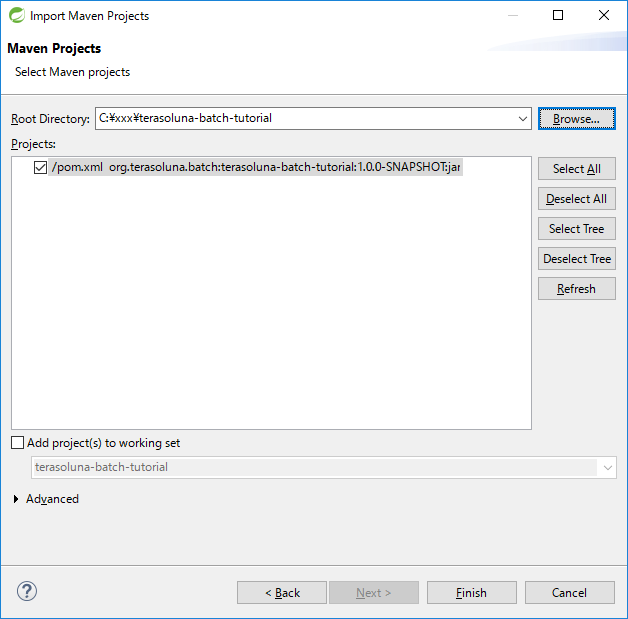 Import Maven Projects
Maven Projects
Select Maven projects
Root Directory: C:¥xxx¥terasoluna-batch-tutorial Browse...
Projects:
/pom.xml org.terasoluna.batch:terasoluna-batch-tutorial:1.0.0-SNAPSHOT:jar
Select All
Deselect All
Select Tree
Deselect Tree
Refresh
Add project(s) to working set
terasoluna-batch-tutorial
Advanced
? < Back Next > Finish Cancel